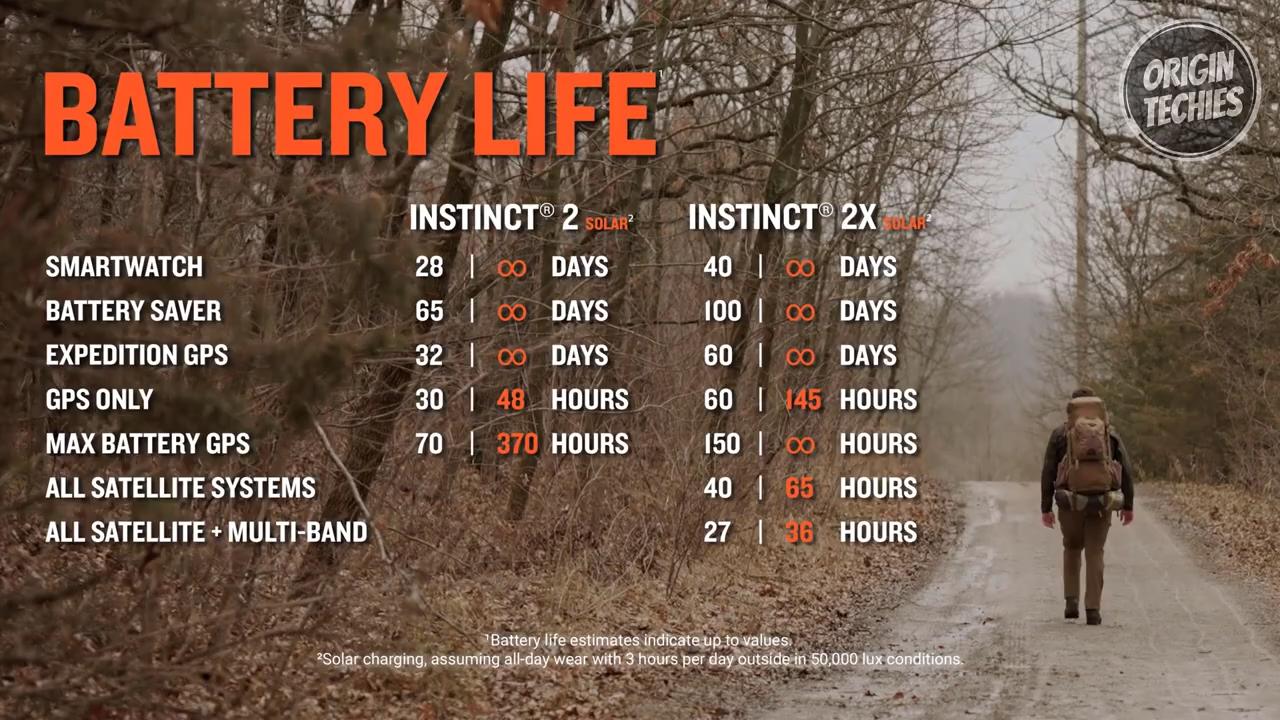 ORIGIN
TECHIES
BATTERY LIFE¹
INSTINCT® 2 SOLAR² INSTINCT® 2X SOLAR²
SMARTWATCH 28 | ∞ DAYS 40 | ∞ DAYS
BATTERY SAVER 65 | ∞ DAYS 100 | ∞ DAYS
EXPEDITION GPS 32 | ∞ DAYS 60 | ∞ DAYS
GPS ONLY 30 | 48 HOURS 60 | 145 HOURS
MAX BATTERY GPS 70 | 370 HOURS 150 | ∞ HOURS
ALL SATELLITE SYSTEMS 40 | 65 HOURS
ALL SATELLITE + MULTI-BAND 27 | 36 HOURS
¹Battery life estimates indicate up to values.
²Solar charging, assuming all-day wear with 3 hours per day outside in 50,000 lux conditions.